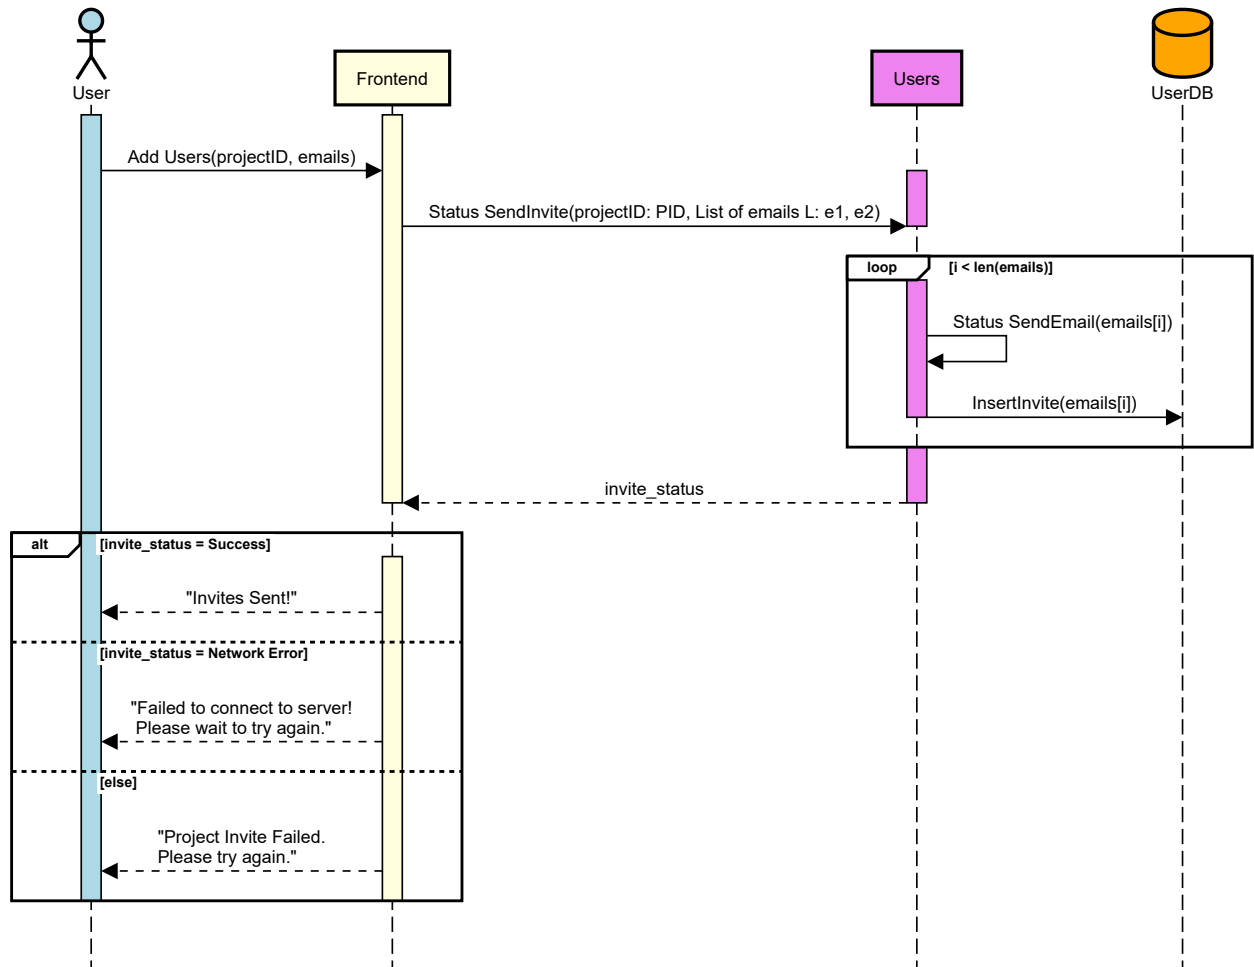 User
Frontend
Users
UserDB
Add Users(projectID, emails)
Status SendInvite(projectID: PID, List of emails L: e1, e2)
loop
[i < len(emails)]
Status SendEmail(emails[i])
InsertInvite(emails[i])
invite_status
alt
[invite_status = Success]
"Invites Sent!"
[invite_status = Network Error]
"Failed to connect to server!
Please wait to try again."
[else]
"Project Invite Failed.
Please try again."